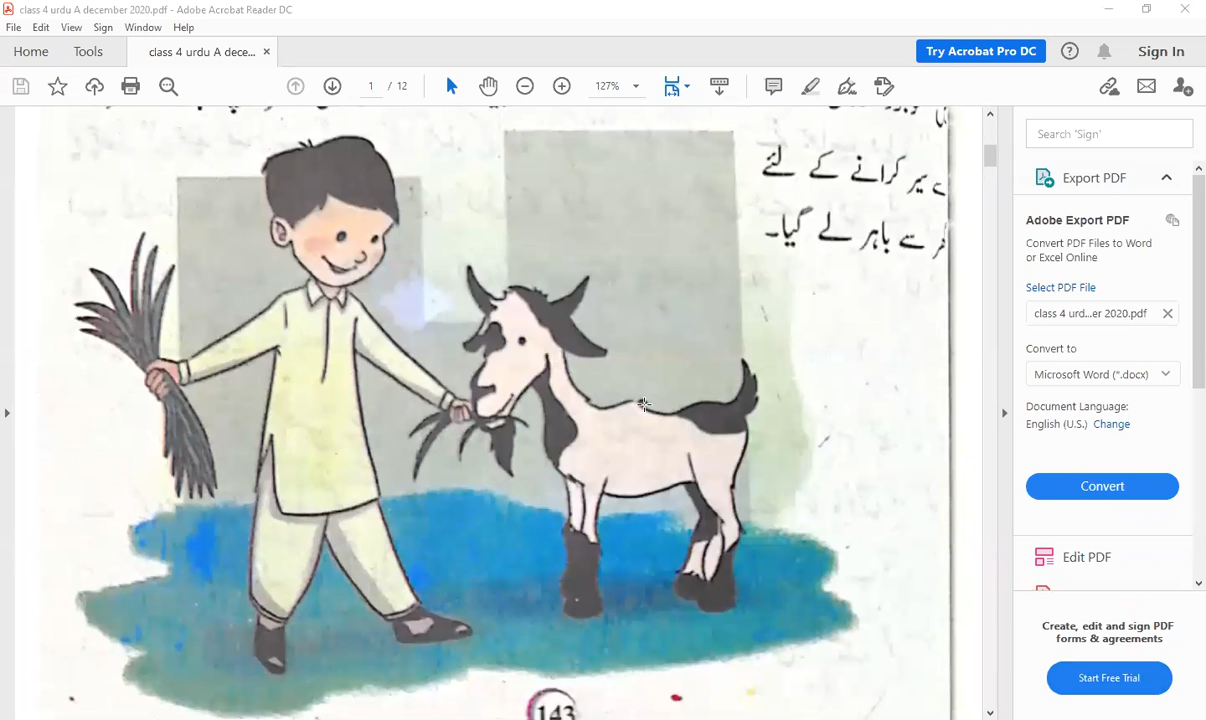 class 4 urdu A december 2020.pdf - Adobe Acrobat Reader DC
File Edit View Sign Window Help
Home Tools class 4 urdu A dece... × Try Acrobat Pro DC Sign In
1 / 12 127%
Search 'Sign'
Export PDF
Adobe Export PDF
Convert PDF Files to Word
or Excel Online
Select PDF File
class 4 urd...er 2020.pdf
Convert to
Microsoft Word (*.docx)
Document Language:
English (U.S.) Change
Convert
Edit PDF
Create, edit and sign PDF
forms & agreements
Start Free Trial
سیر کرانے کے لئے
سے باہر لے گیا۔
143